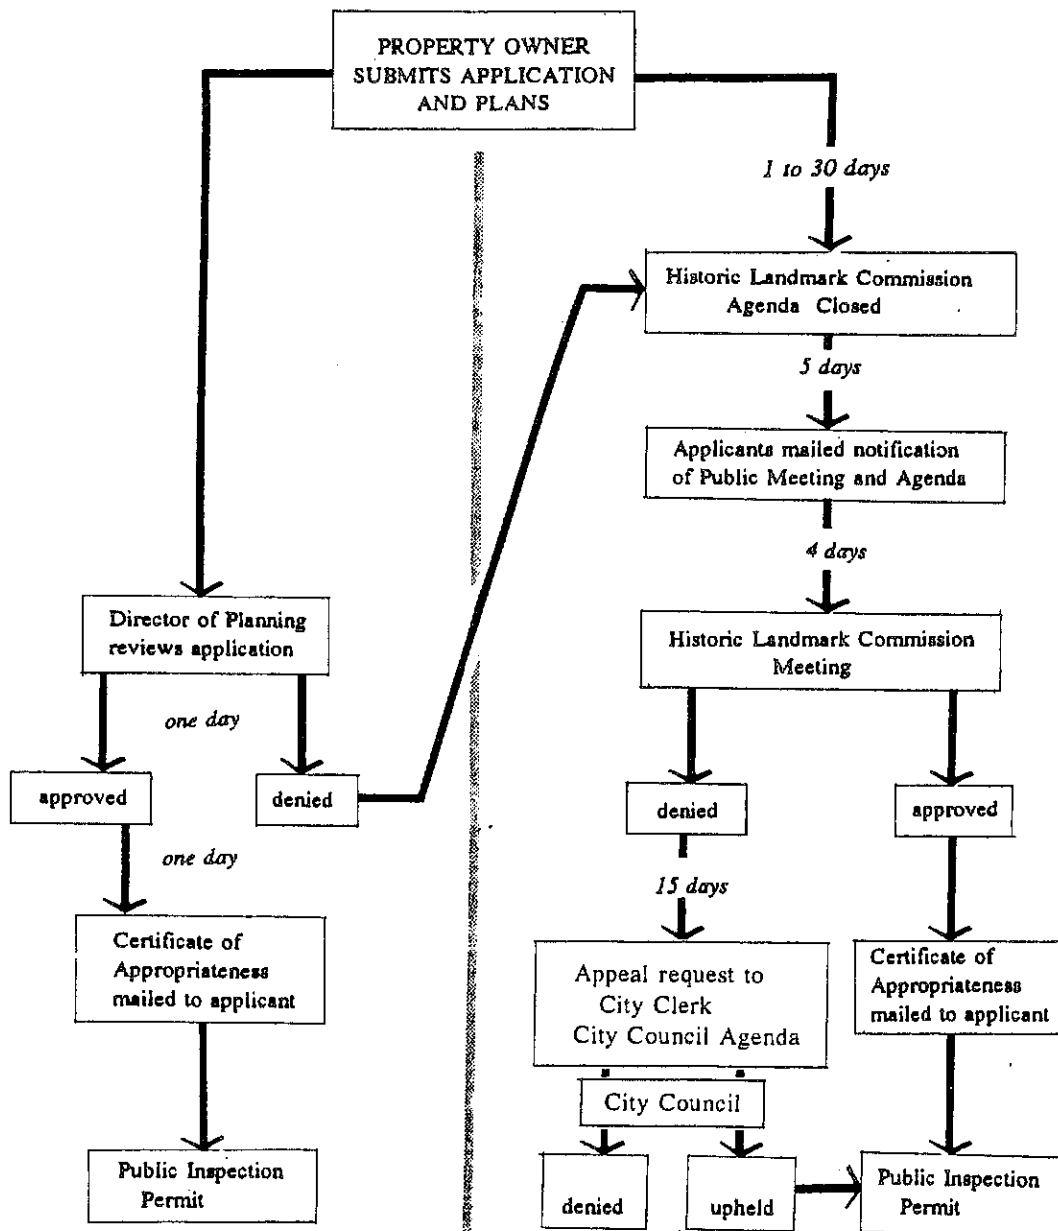 PROPERTY OWNER
SUBMITS APPLICATION
AND PLANS
1 to 30 days
Historic Landmark Commission
Agenda Closed
5 days
Applicants mailed notification
of Public Meeting and Agenda
4 days
Director of Planning
reviews application
Historic Landmark Commission
Meeting
one day
approved
denied
denied
approved
one day
15 days
Certificate of
Appropriateness
mailed to applicant
Appeal request to
City Clerk
City Council Agenda
Certificate of
Appropriateness
mailed to applicant
City Council
Public Inspection
Permit
denied
upheld
Public Inspection
Permit